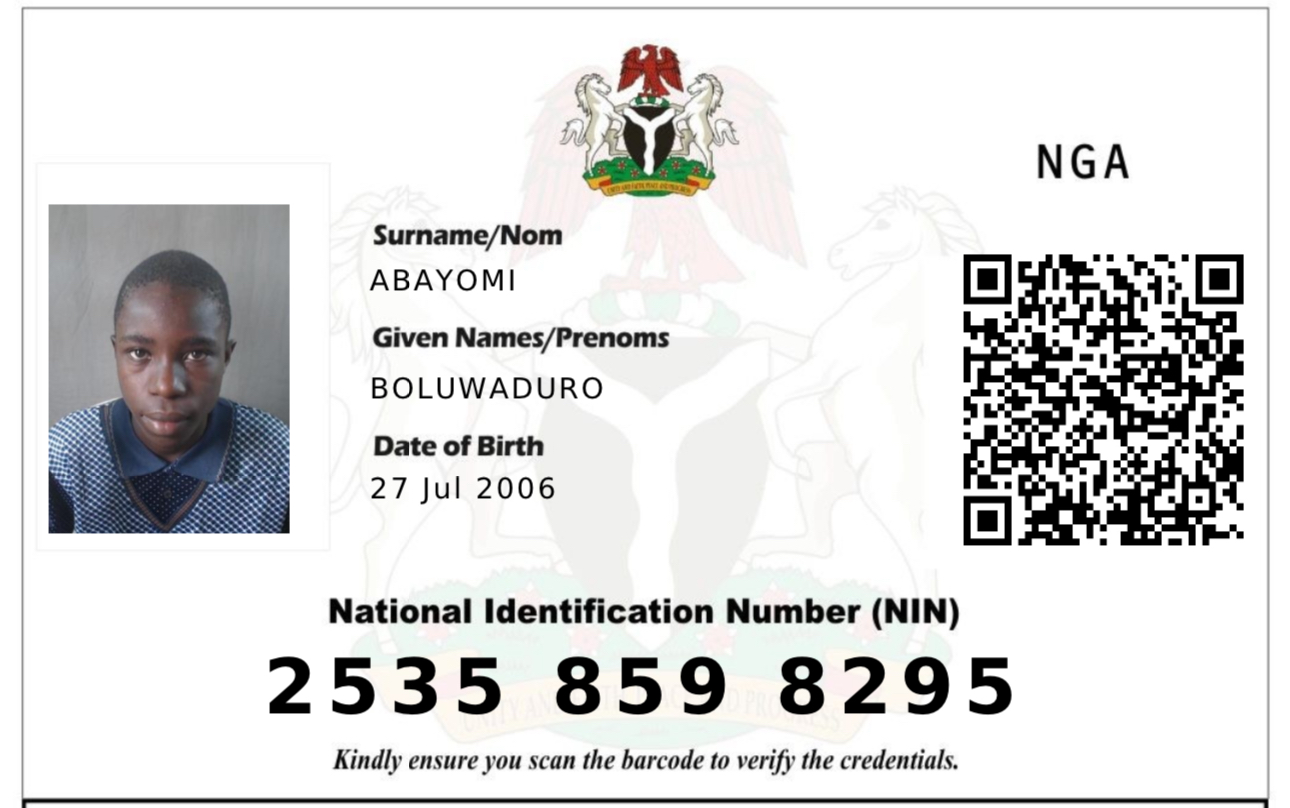 NGA
Surname/Nom
ABAYOMI
Given Names/Prenoms
BOLUWADURO
Date of Birth
27 Jul 2006
National Identification Number (NIN)
2535 859 8295
Kindly ensure you scan the barcode to verify the credentials.